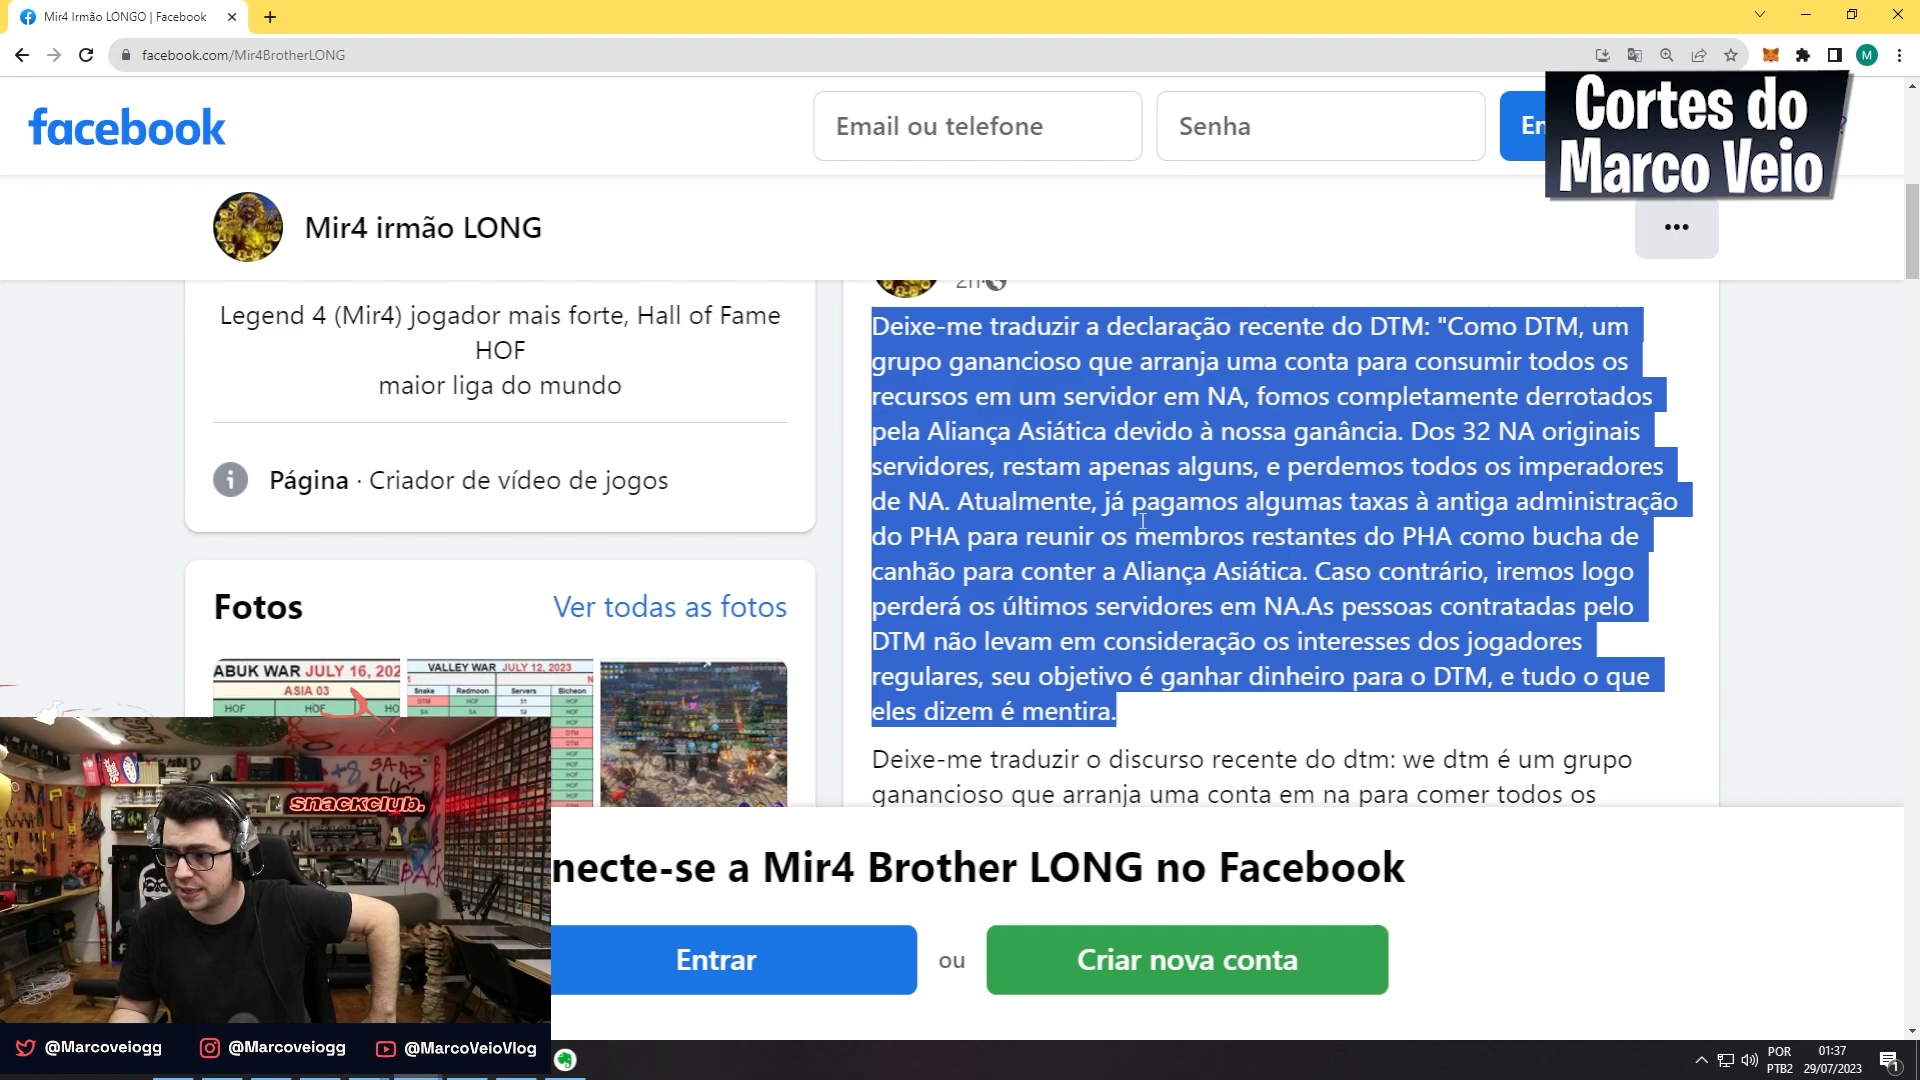 Mir4 Irmão LONGO | Facebook
facebook.com/Mir4BrotherLONG
M
facebook
Email ou telefone
Senha
Cortes do
Marco Veio
Mir4 irmão LONG
2h
Legend 4 (Mir4) jogador mais forte, Hall of Fame
HOF
maior liga do mundo
Página · Criador de vídeo de jogos
Fotos
Ver todas as fotos
ABUK WAR JULY 16, 202
ASIA 03
HOF
HOF
HO
VALLEY WAR JULY 12, 2023
Snake
Redmoon
Servers
Bicheon
Deixe-me traduzir a declaração recente do DTM: "Como DTM, um
grupo ganancioso que arranja uma conta para consumir todos os
recursos em um servidor em NA, fomos completamente derrotados
pela Aliança Asiática devido à nossa ganância. Dos 32 NA originais
servidores, restam apenas alguns, e perdemos todos os imperadores
de NA. Atualmente, já pagamos algumas taxas à antiga administração
do PHA para reunir os membros restantes do PHA como bucha de
canhão para conter a Aliança Asiática. Caso contrário, iremos logo
perderá os últimos servidores em NA.As pessoas contratadas pelo
DTM não levam em consideração os interesses dos jogadores
regulares, seu objetivo é ganhar dinheiro para o DTM, e tudo o que
eles dizem é mentira.
Deixe-me traduzir o discurso recente do dtm: we dtm é um grupo
ganancioso que arranja uma conta em na para comer todos os
snackclub.
necte-se a Mir4 Brother LONG no Facebook
Entrar
ou
Criar nova conta
@Marcoveiogg
@Marcoveiogg
@MarcoVeioVlog
POR
PTB2
01:37
29/07/2023
1